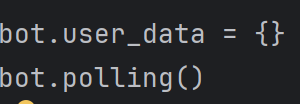 bot.user_data = {}
bot.polling()